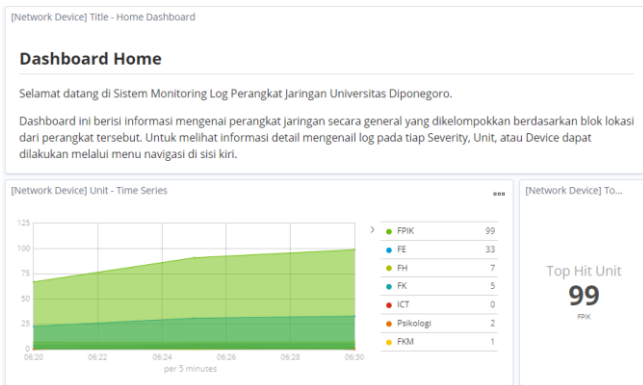 [Network Device] Title - Home Dashboard
Dashboard Home
Selamat datang di Sistem Monitoring Log Perangkat Jaringan Universitas Diponegoro.
Dashboard ini berisi informasi mengenai perangkat jaringan secara general yang dikelompokkan berdasarkan blok lokasi
dari perangkat tersebut. Untuk melihat informasi detail mengenail log pada tiap Severity, Unit, atau Device dapat
dilakukan melalui menu navigasi di sisi kiri.
[Network Device] Unit - Time Series
125
100
75
50
25
0
06:20 06:22 06:24 06:26 06:28 06:30
per 5 minutes
FPIK 99
FE 33
FH 7
FK 5
ICT 0
Psikologi 2
FKM 1
[Network Device] To...
Top Hit Unit
99
FPIK